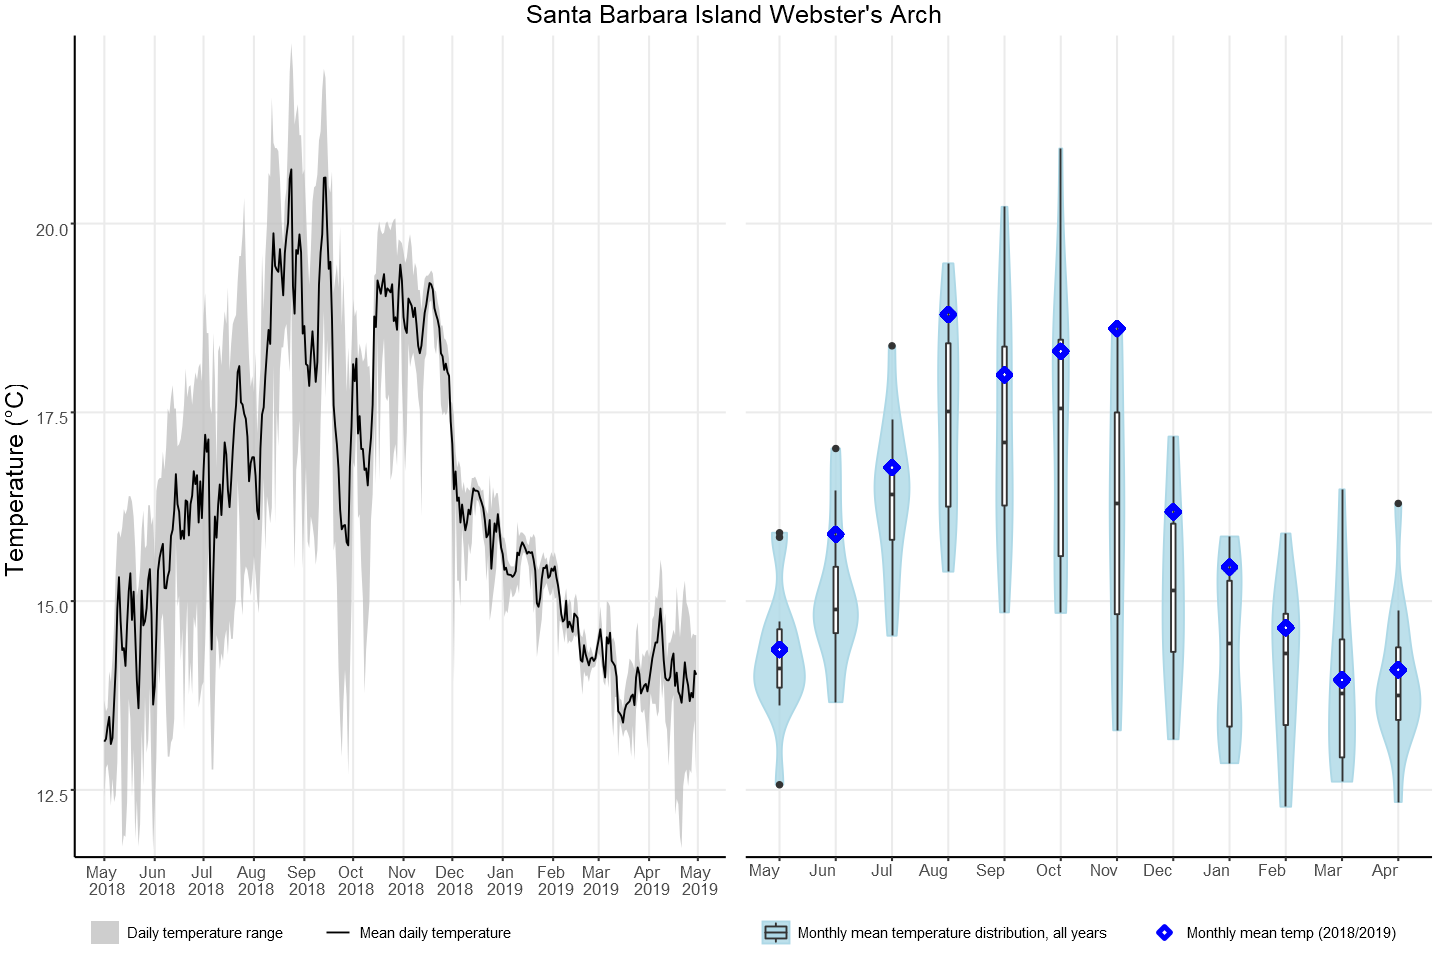 Santa Barbara Island Webster's Arch
Temperature (°C)
20.0
17.5
15.0
12.5
May Jun Jul Aug Sep Oct Nov Dec Jan Feb Mar Apr May
2018 2018 2018 2018 2018 2018 2018 2018 2019 2019 2019 2019 2019
May Jun Jul Aug Sep Oct Nov Dec Jan Feb Mar Apr
Daily temperature range Mean daily temperature
Monthly mean temperature distribution, all years Monthly mean temp (2018/2019)